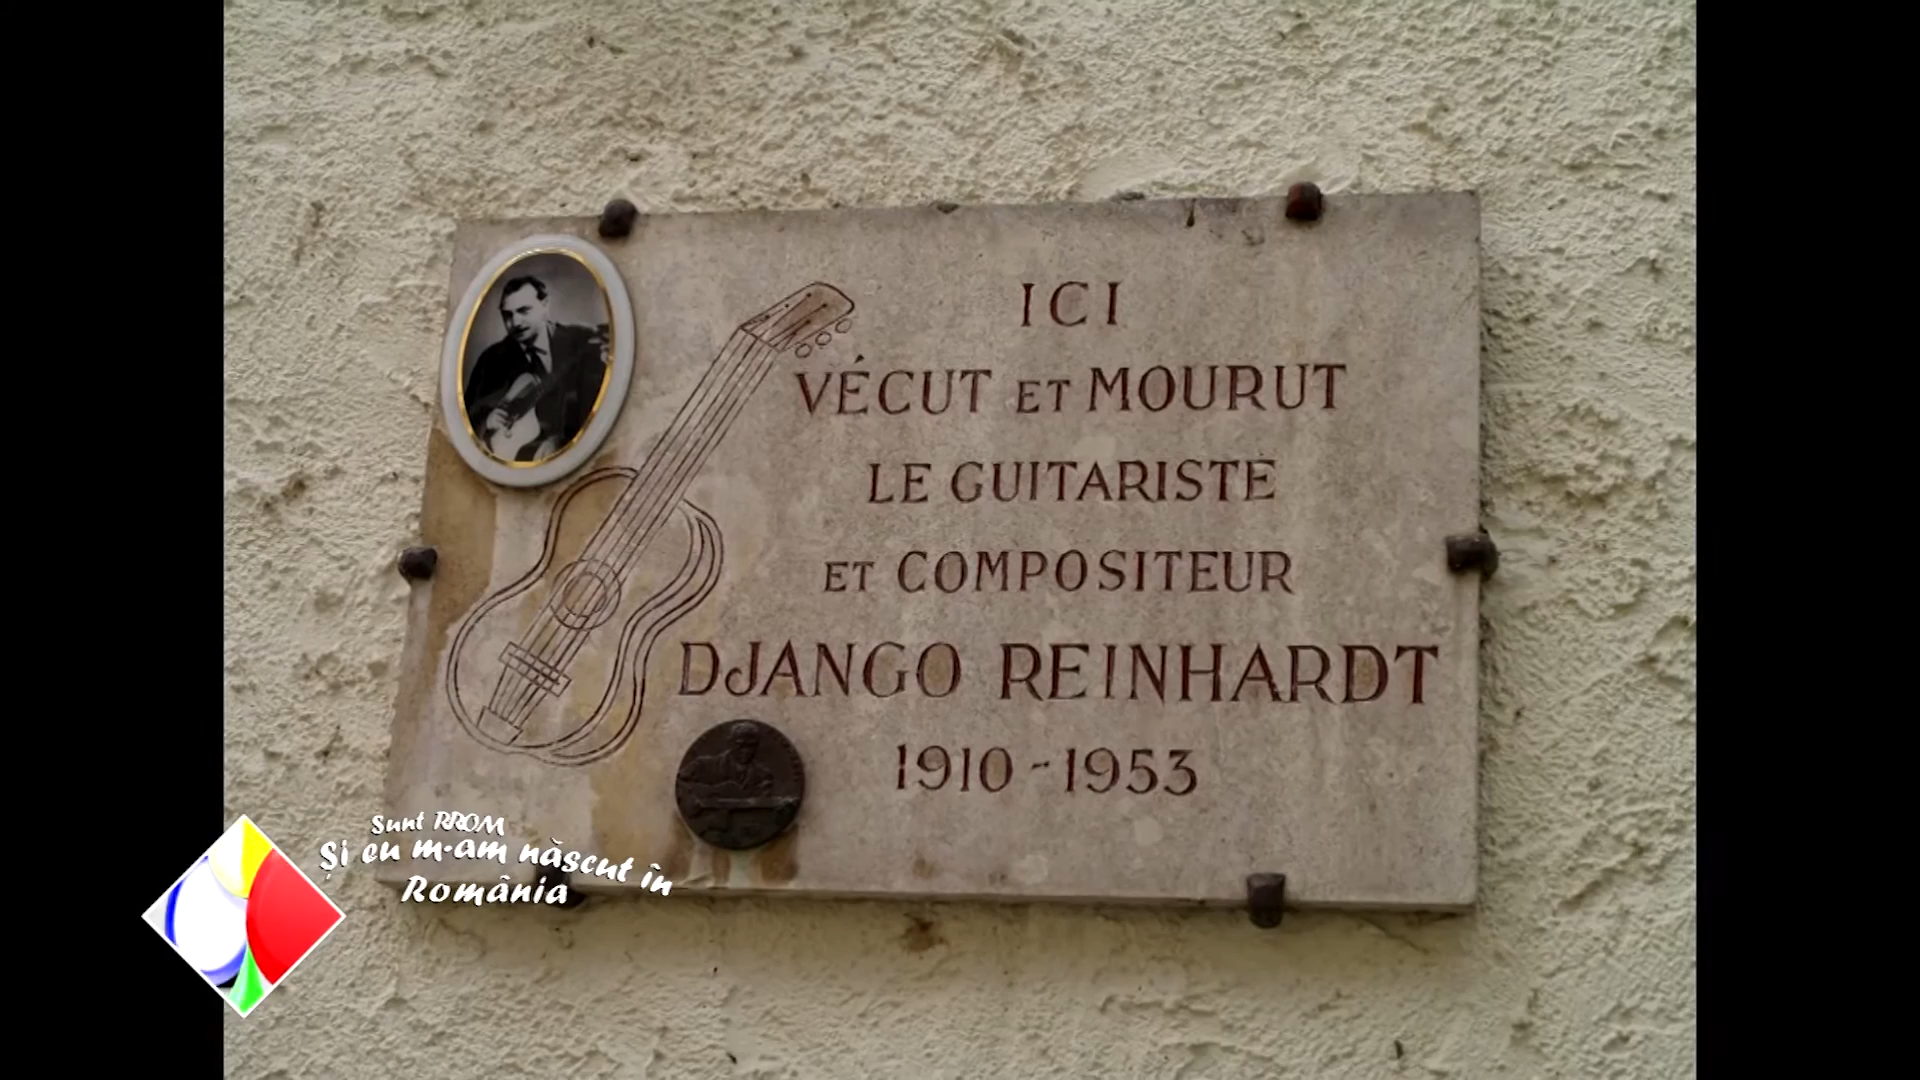 ICI
VÉCUT ET MOURUT
LE GUITARISTE
ET COMPOSITEUR
DJANGO REINHARDT
1910-1953
Sunt RROM
Și eu m-am născut în
România